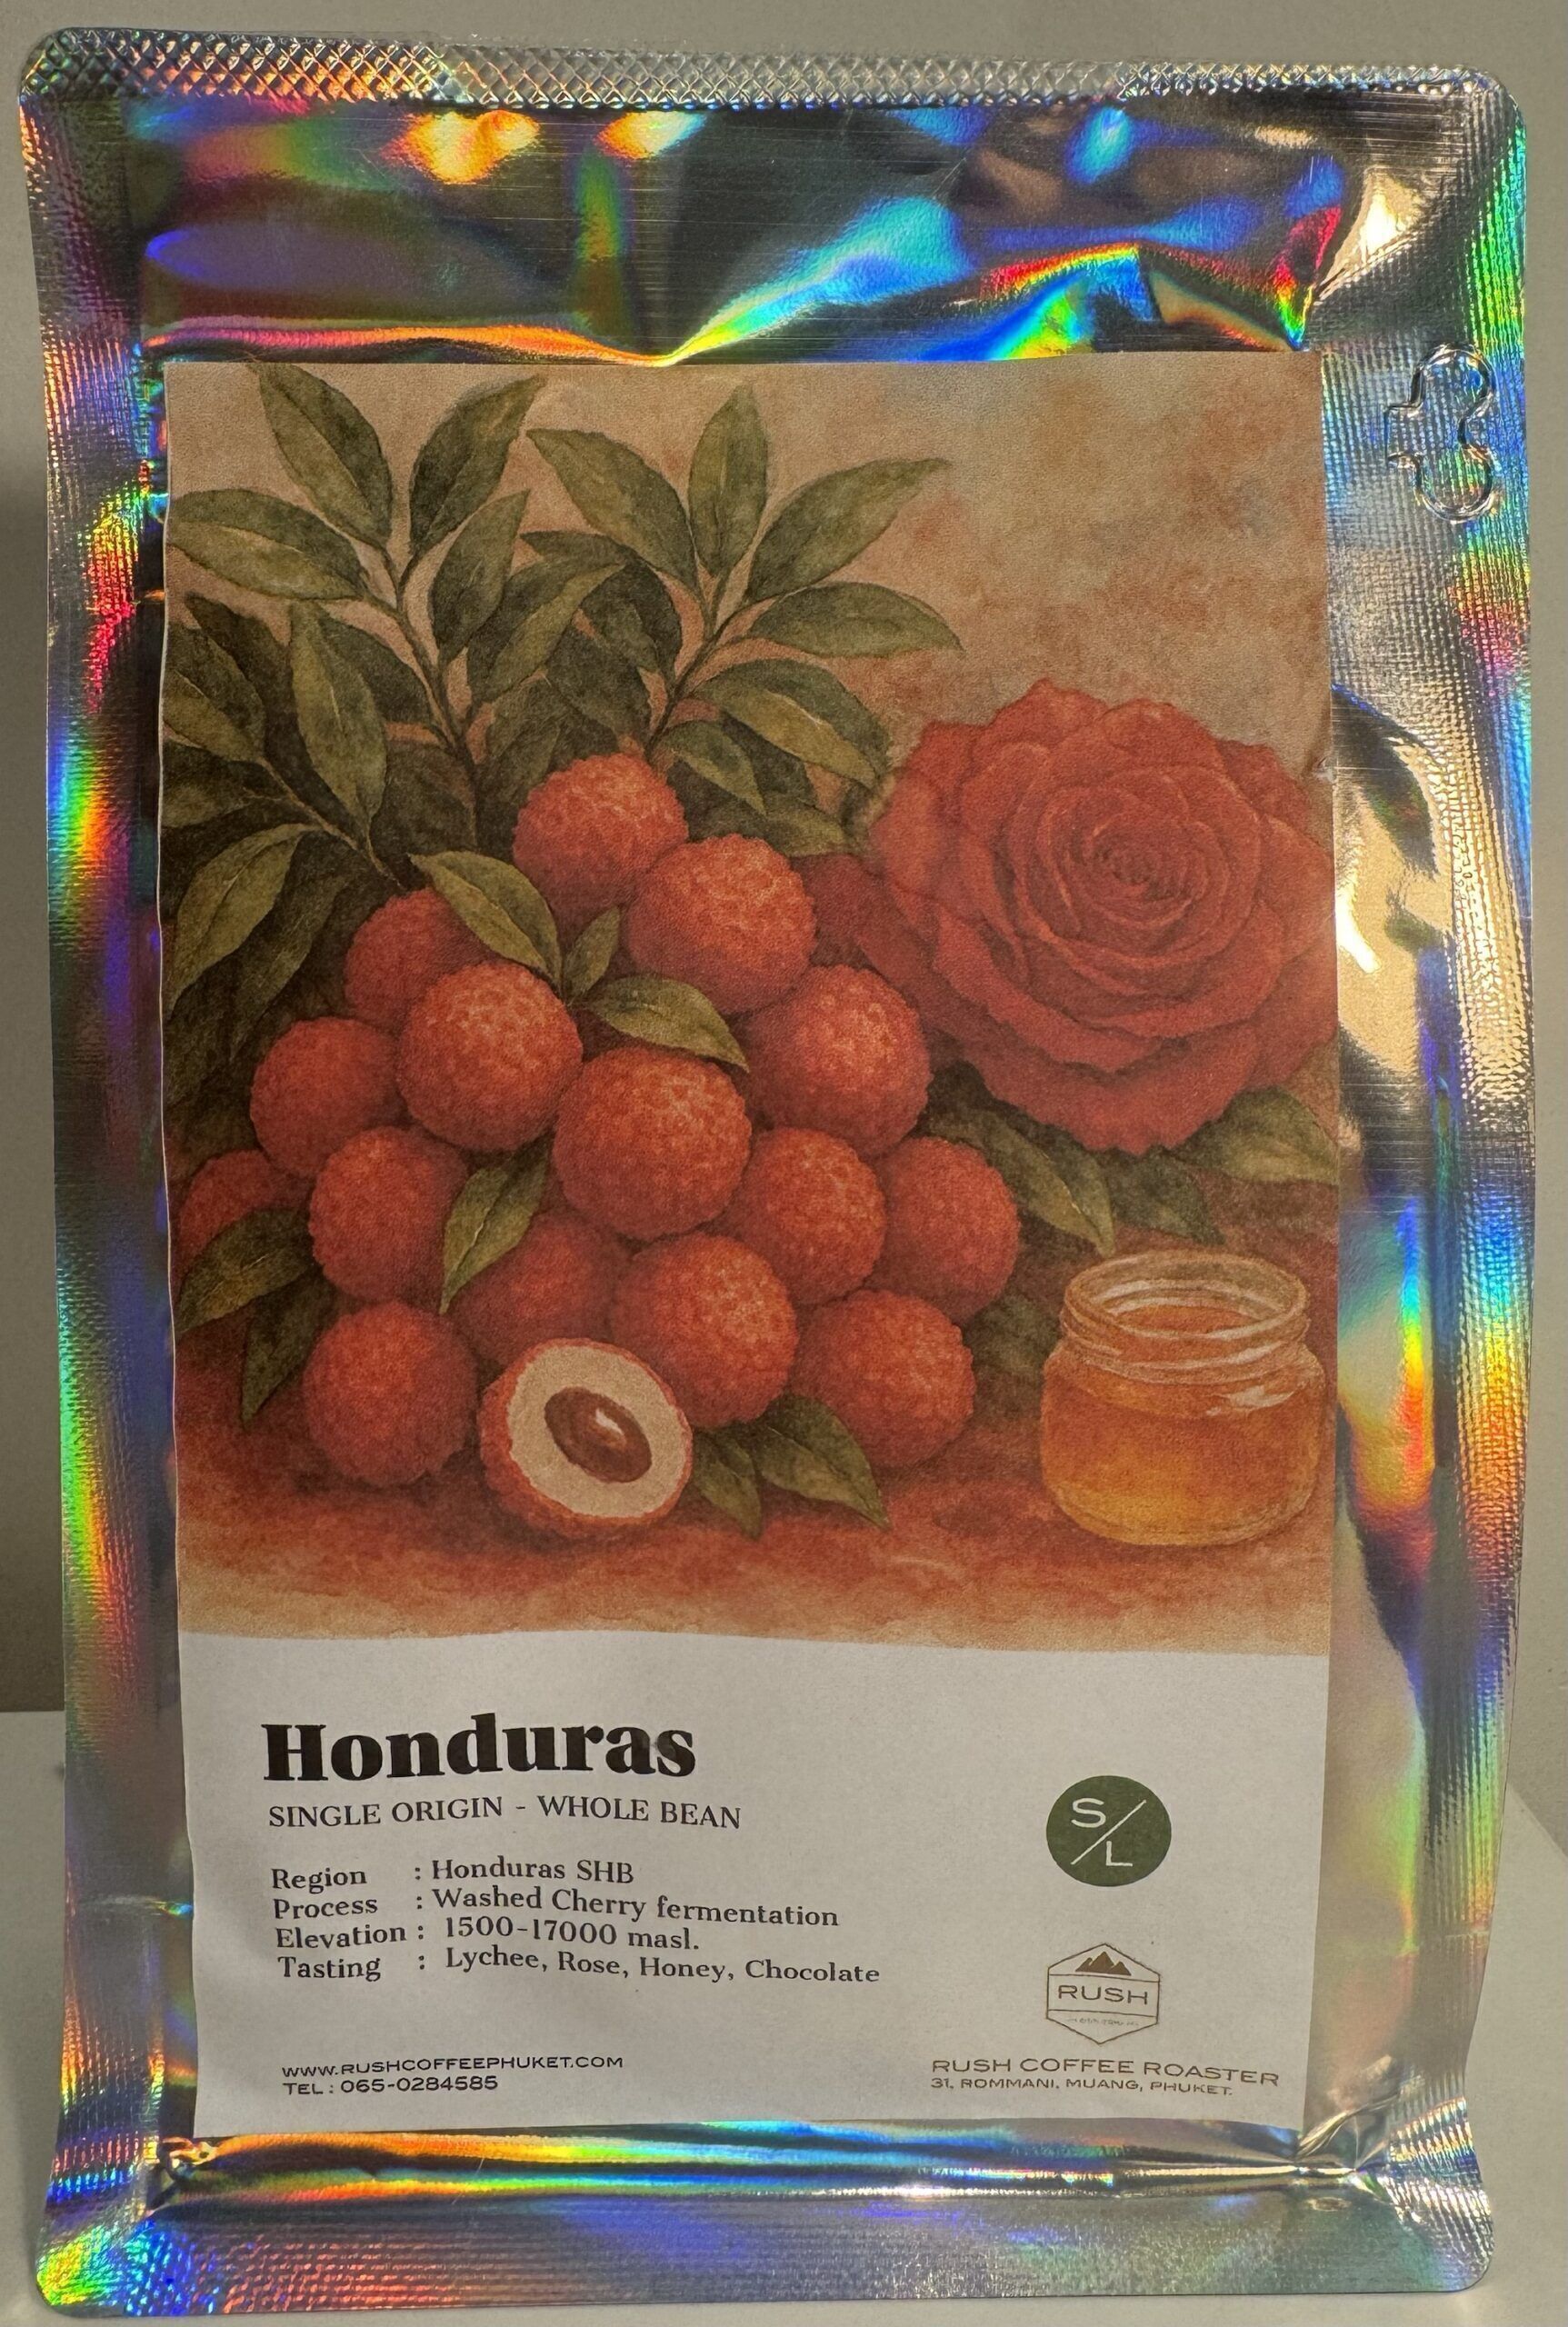 Honduras
SINGLE ORIGIN - WHOLE BEAN
Region : Honduras SHB
Process : Washed Cherry fermentation
Elevation : 1500-17000 masl.
Tasting : Lychee, Rose, Honey, Chocolate
S/L
RUSH
WWW.RUSHCOFFEEPHUKET.COM
TEL : 065-0284585
RUSH COFFEE ROASTER
31, ROMMANI, MUANG, PHUKET.